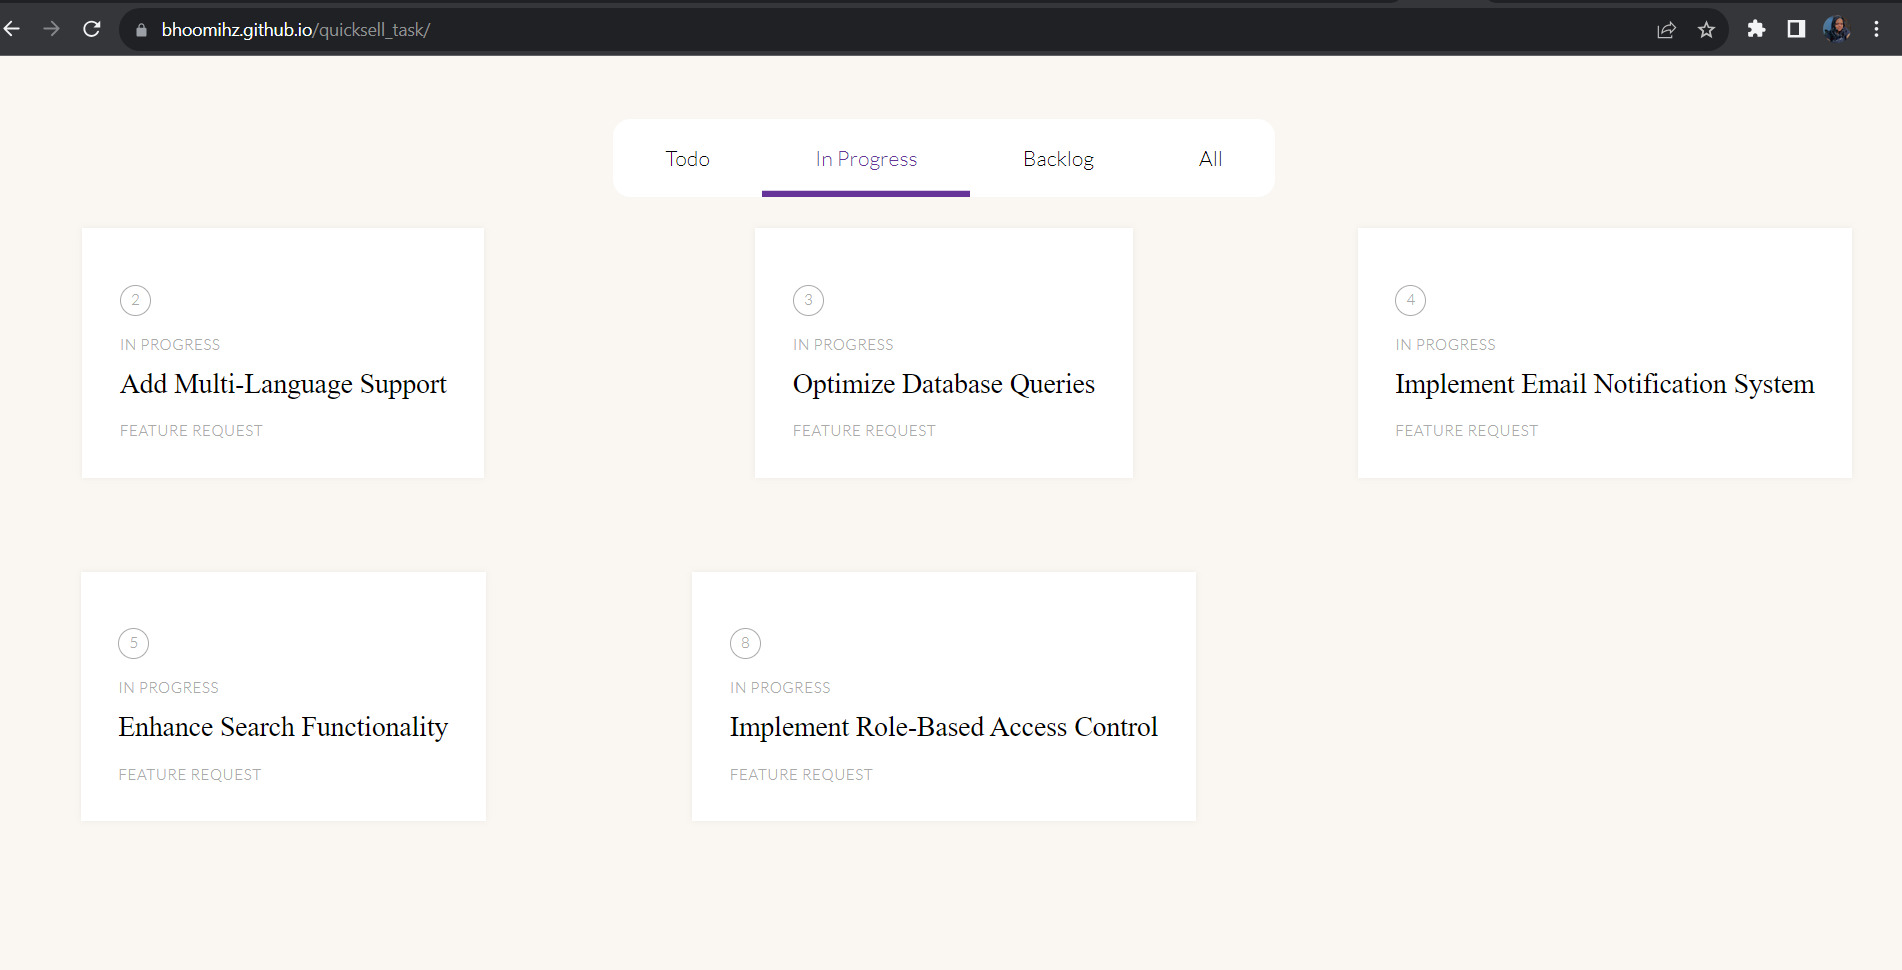 bhoomihz.github.io/quicksell_task/
Todo In Progress Backlog All
2
IN PROGRESS
Add Multi-Language Support
FEATURE REQUEST
3
IN PROGRESS
Optimize Database Queries
FEATURE REQUEST
4
IN PROGRESS
Implement Email Notification System
FEATURE REQUEST
5
IN PROGRESS
Enhance Search Functionality
FEATURE REQUEST
8
IN PROGRESS
Implement Role-Based Access Control
FEATURE REQUEST